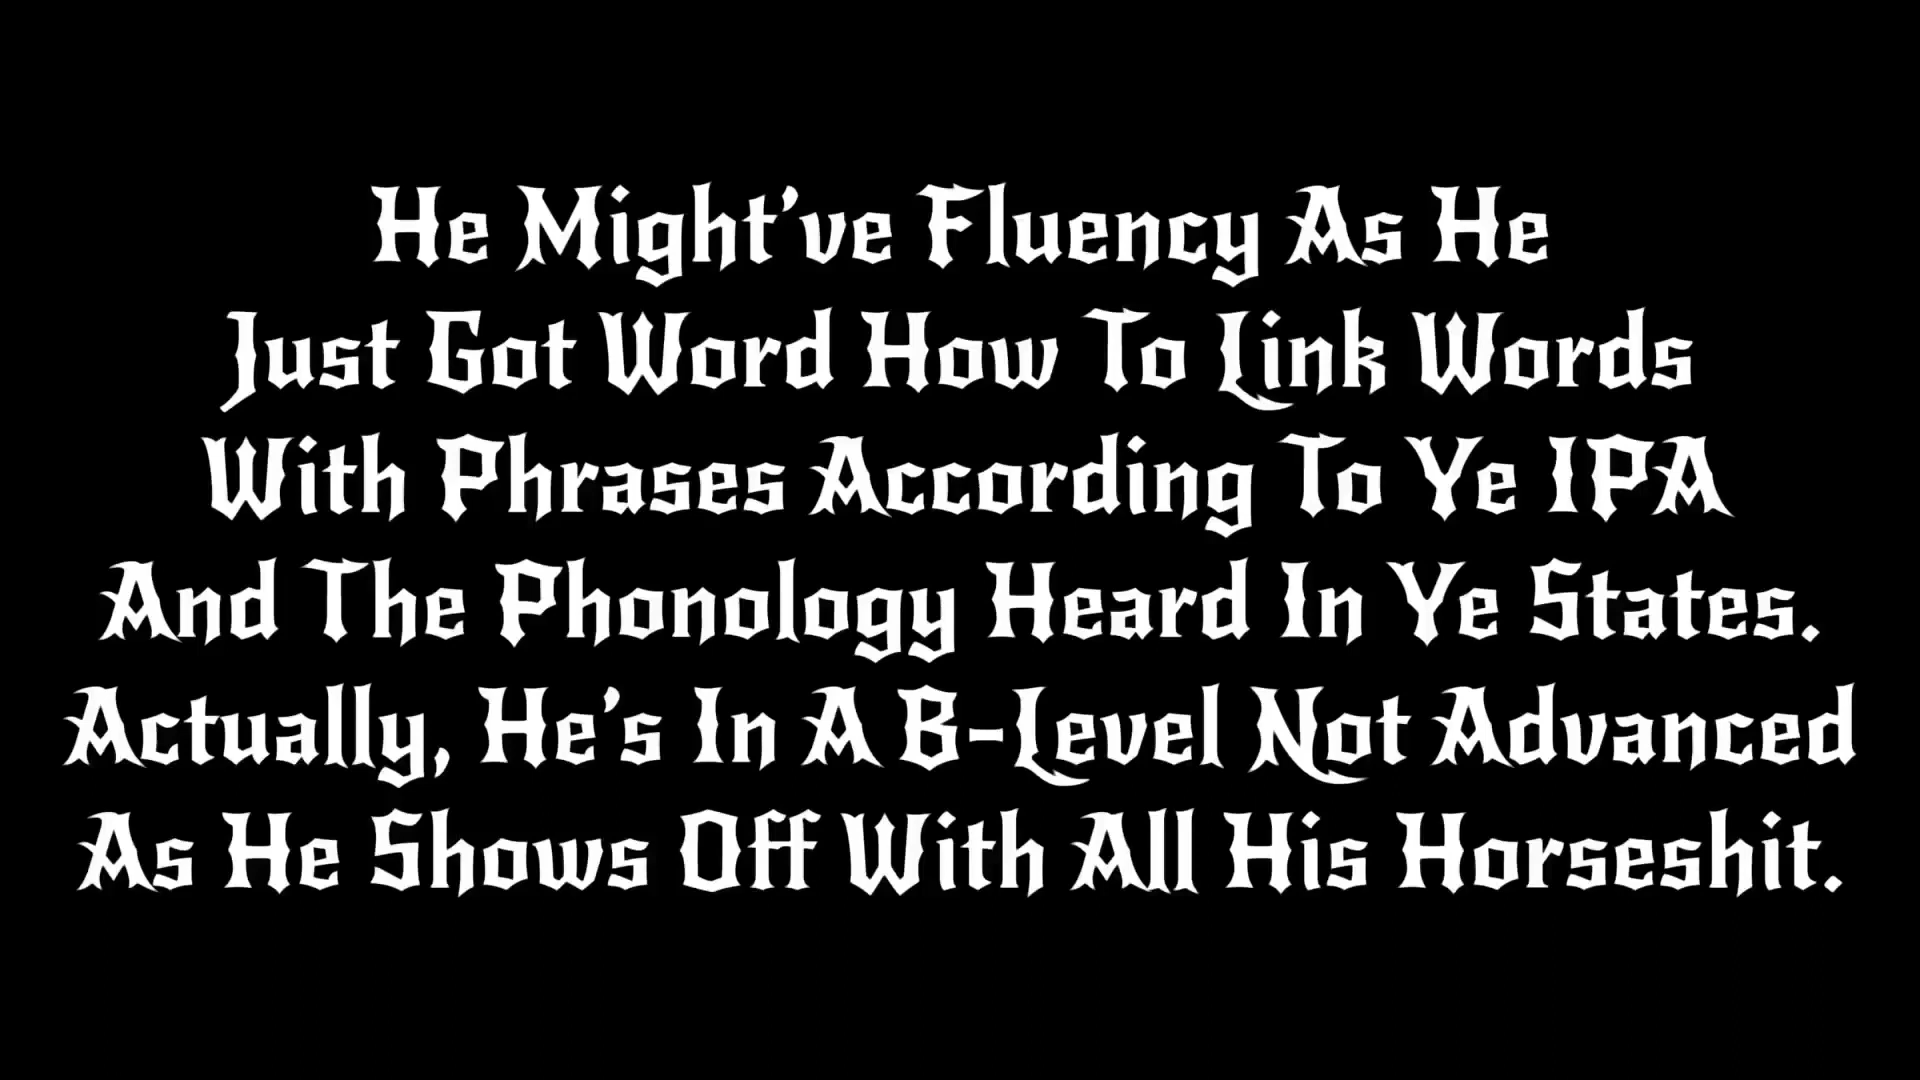 He Might've Fluency As He
Just Got Word How To Link Words
With Phrases According To Ye IPA
And The Phonology Heard In Ye States.
Actually, He's In A B-Level Not Advanced
As He Shows Off With All His Horseshit.